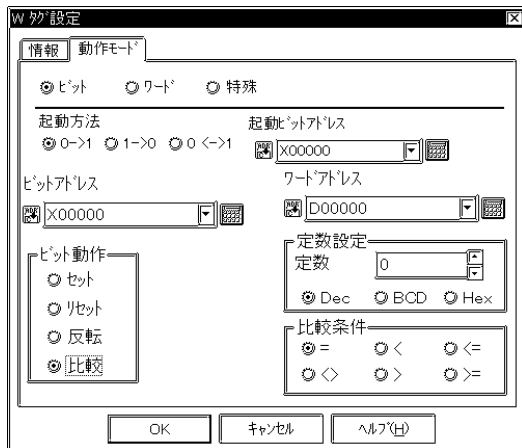 W ﾀｸﾞ設定
情報 動作ﾓｰﾄﾞ
ﾋﾞｯﾄ ﾜｰﾄﾞ 特殊
起動方法
0->1 1->0 0 <->1
起動ﾋﾞｯﾄｱﾄﾞﾚｽ
X00000
ﾋﾞｯﾄｱﾄﾞﾚｽ
X00000
ﾜｰﾄﾞｱﾄﾞﾚｽ
D00000
ﾋﾞｯﾄ動作
ｾｯﾄ
ﾘｾｯﾄ
反転
比較
定数設定
定数 0
Dec BCD Hex
比較条件
= < <=
<> > >=
OK ｷｬﾝｾﾙ ﾍﾙﾌﾟ(H)